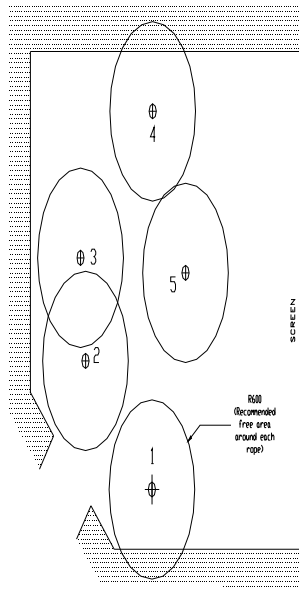 4
3
5
SCREEN
2
R600
(Recommended
free area
around each
rope)
1